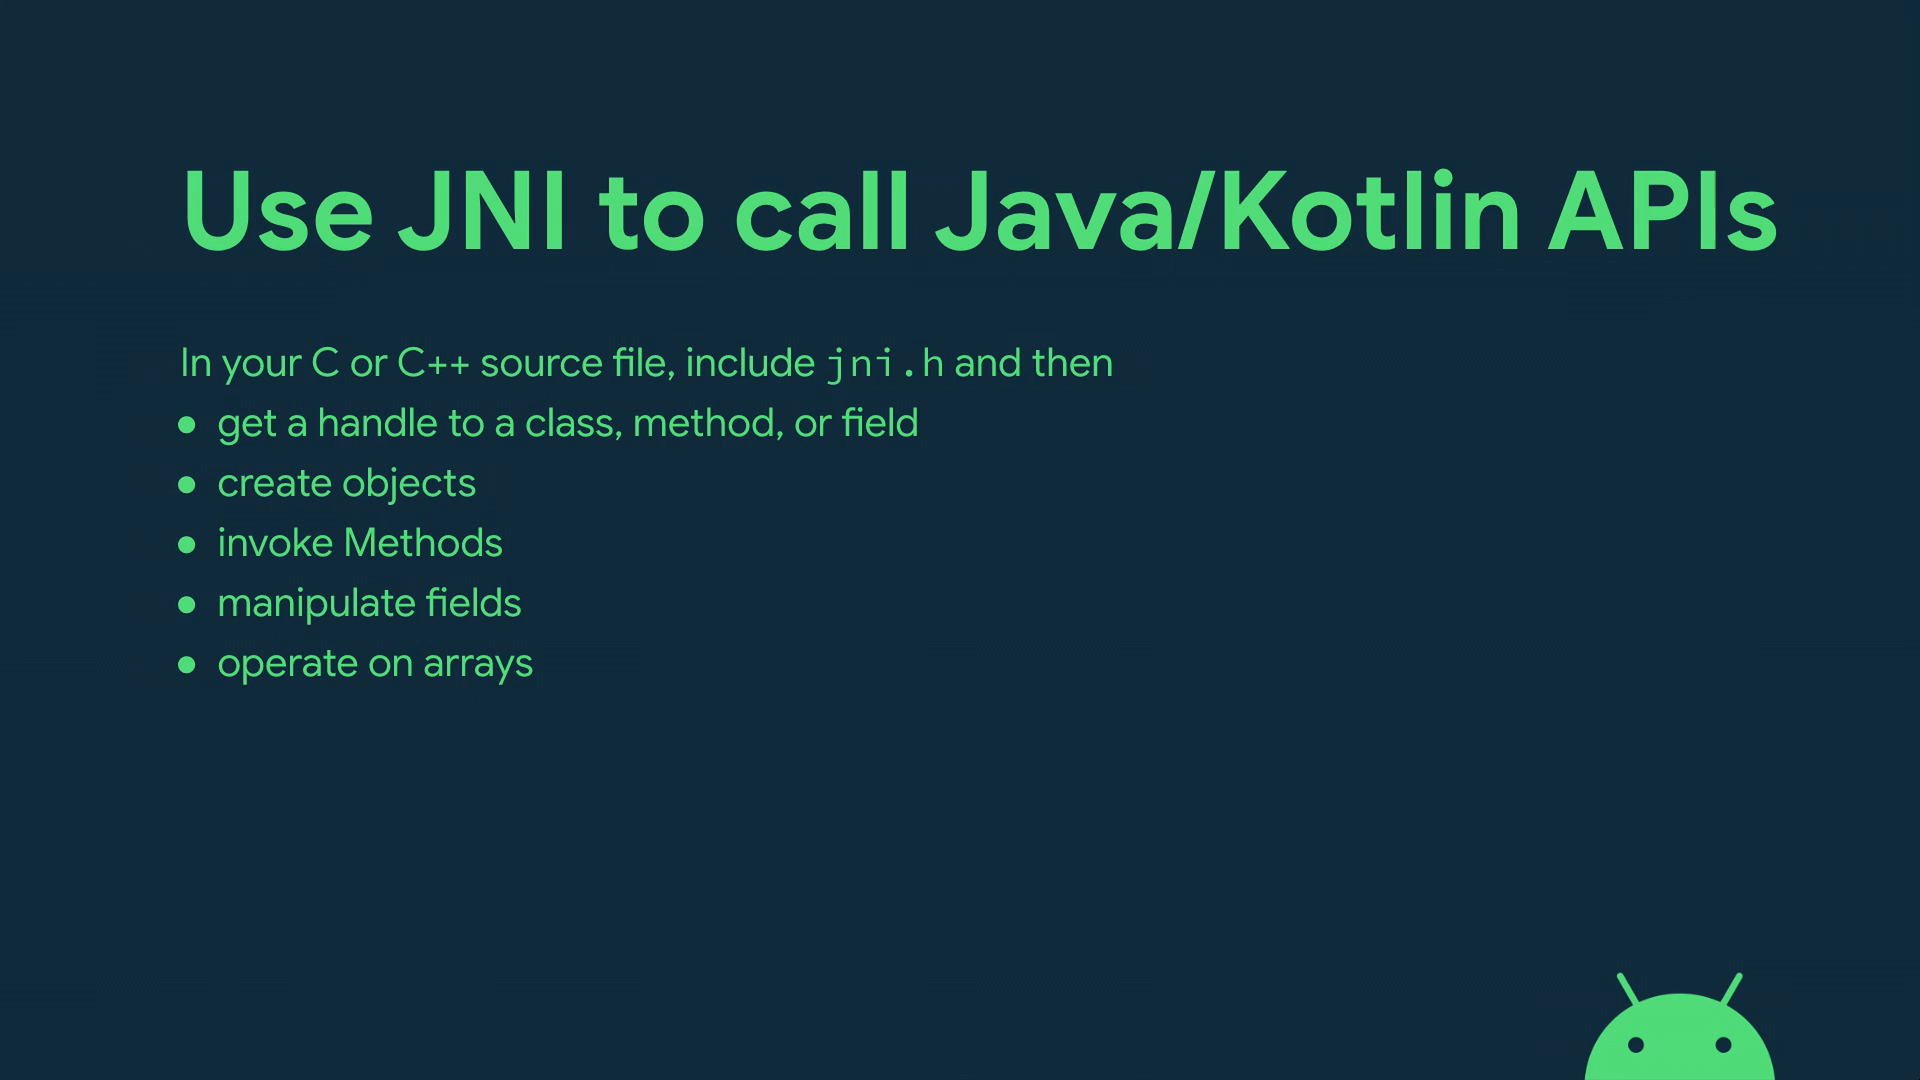 Use JNI to call Java/Kotlin APIs
In your C or C++ source file, include jni.h and then
● get a handle to a class, method, or field
● create objects
● invoke Methods
● manipulate fields
● operate on arrays